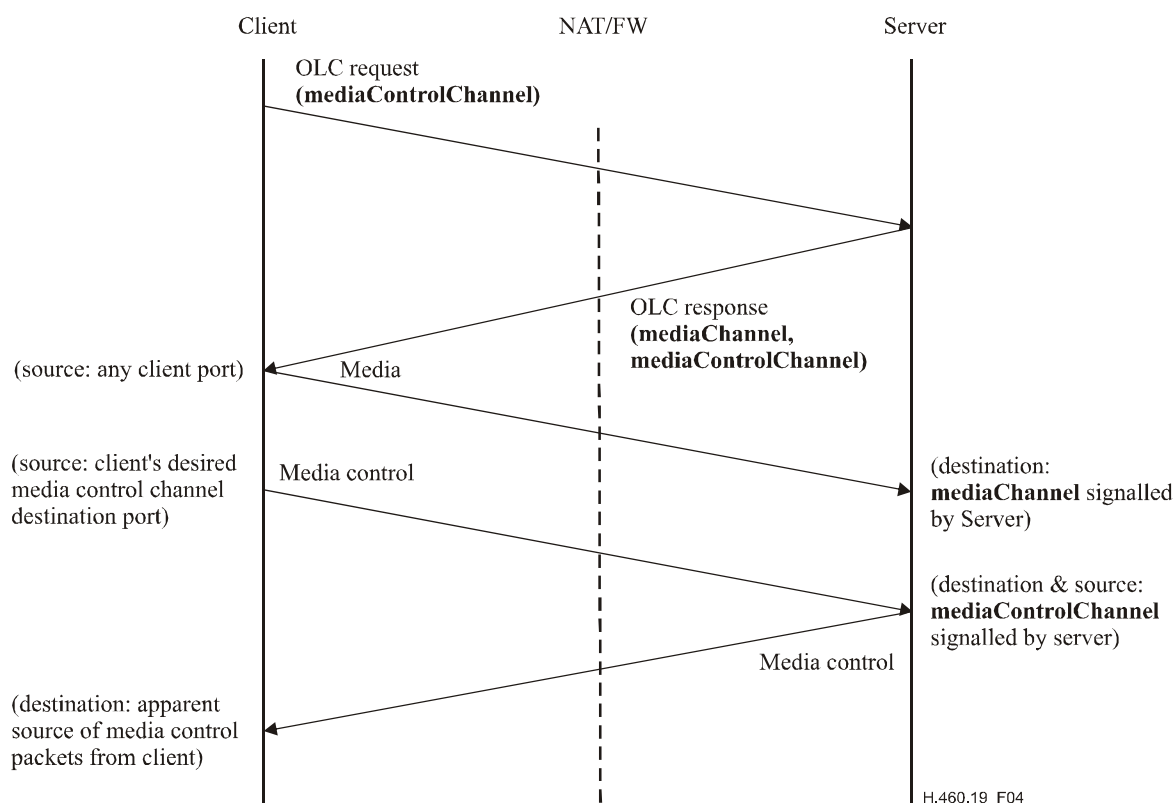 Client
NAT/FW
Server
OLC request
(mediaControlChannel)
OLC response
(mediaChannel,
mediaControlChannel)
(source: any client port)
Media
(source: client's desired
media control channel
destination port)
Media control
(destination:
mediaChannel signalled
by Server)
(destination & source:
mediaControlChannel
signalled by server)
Media control
(destination: apparent
source of media control
packets from client)
H.460.19_F04